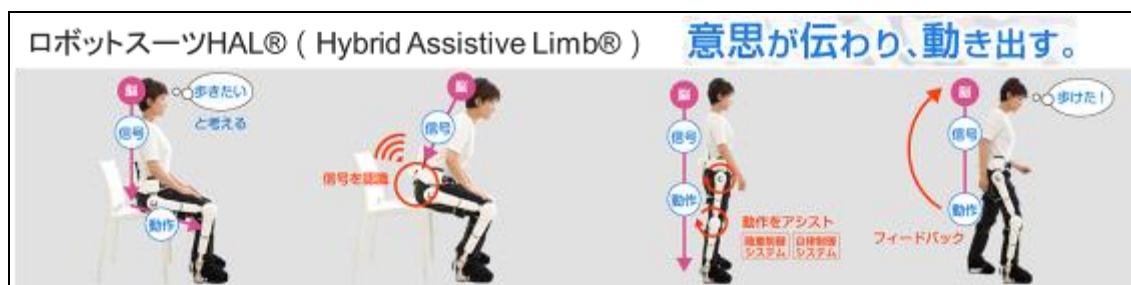 ロボットスーツHAL®（Hybrid Assistive Limb®）
意思が伝わり、動き出す。
脳
歩きたい
と考える
信号
動作
脳
信号
信号を認識
脳
信号
動作
動作をアシスト
随意制御
システム
自律制御
システム
脳
歩けた！
信号
動作
フィードバック